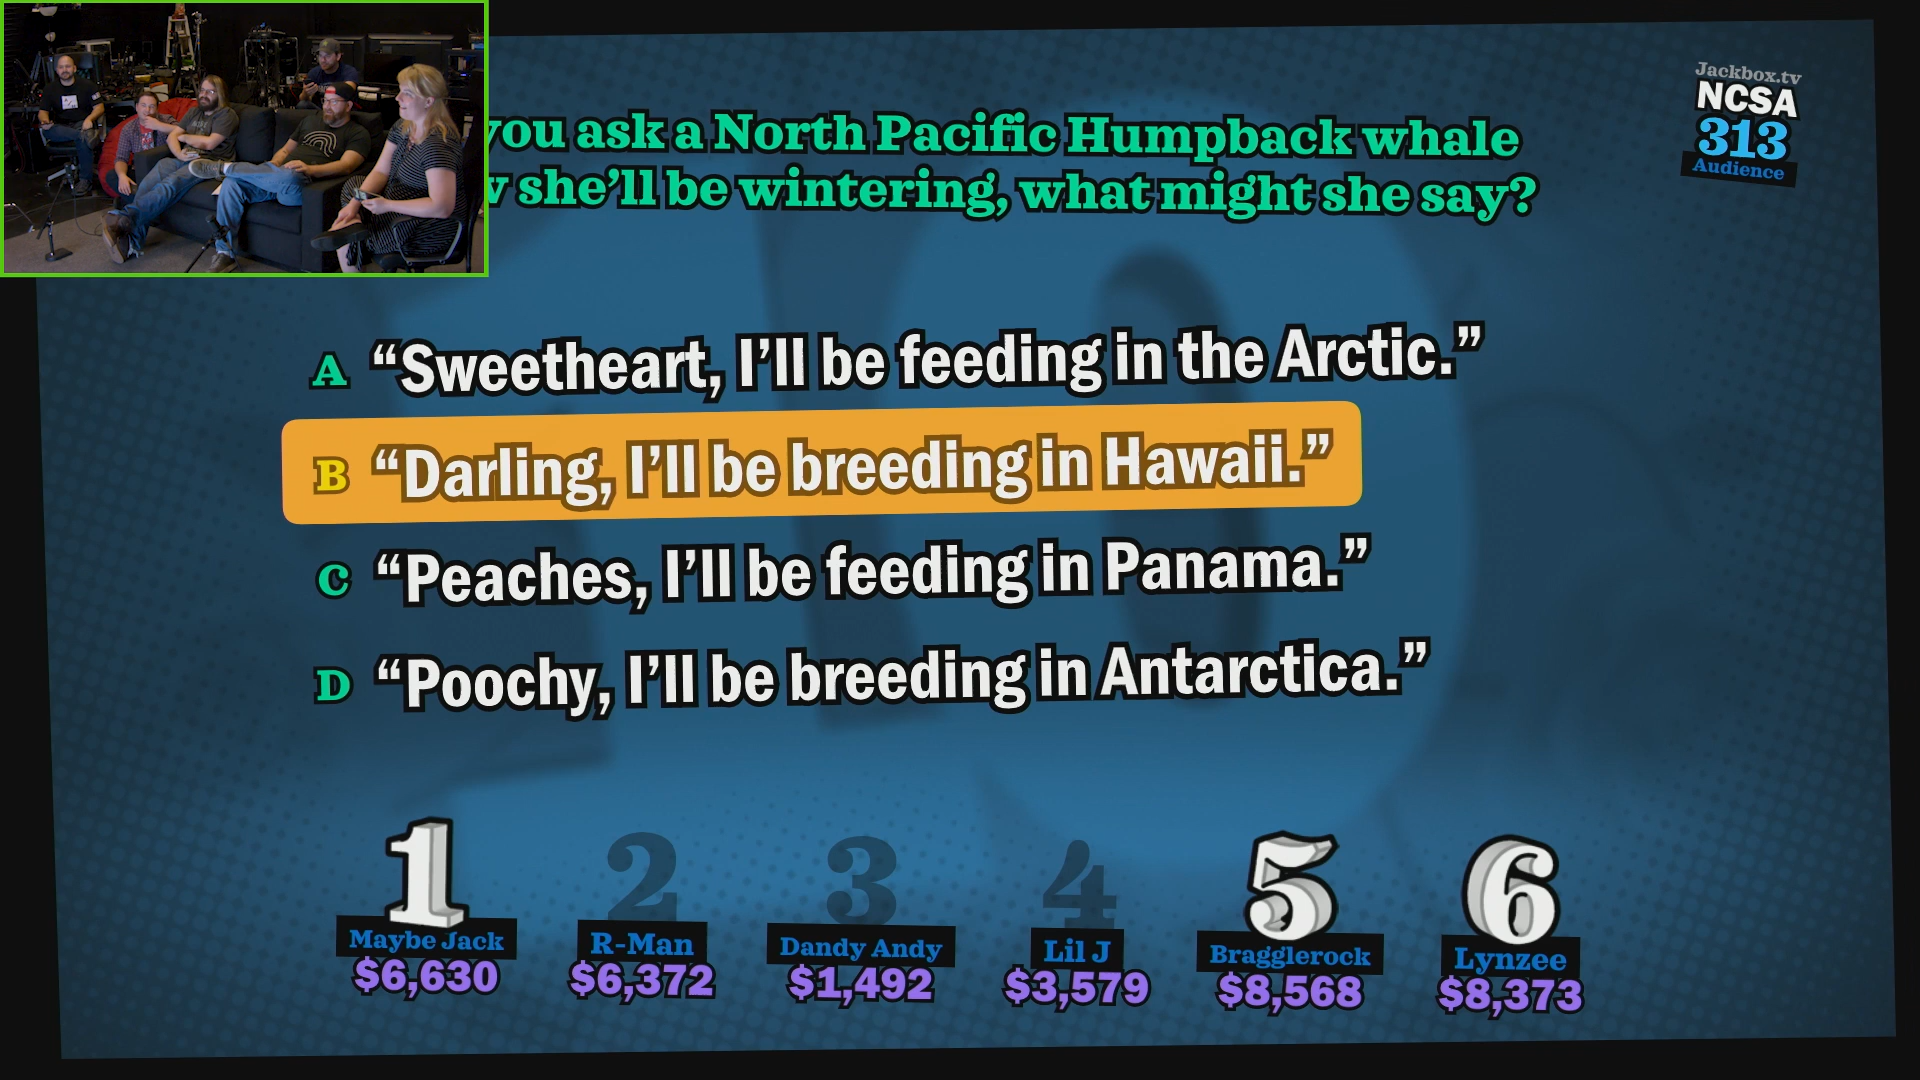 you ask a North Pacific Humpback whale
she'll be wintering, what might she say?
Jackbox.tv
NCSA
313
Audience
A "Sweetheart, I'll be feeding in the Arctic."
B "Darling, I'll be breeding in Hawaii."
C "Peaches, I'll be feeding in Panama."
D "Poochy, I'll be breeding in Antarctica."
1 2 3 4 5 6
Maybe Jack R-Man Dandy Andy Lil J Bragglerock Lynzee
$6,630 $6,372 $1,492 $3,579 $8,568 $8,373